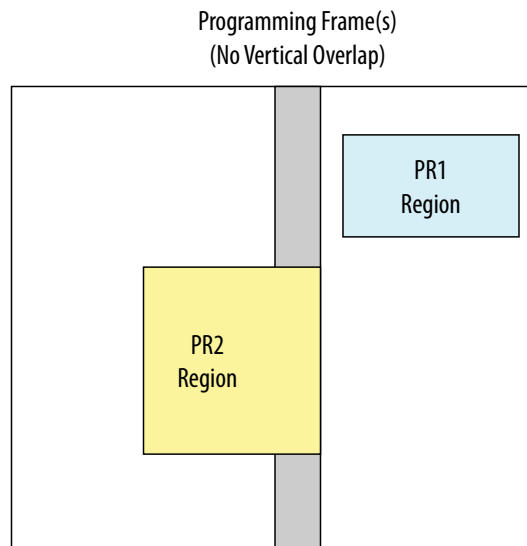 Programming Frame(s)
(No Vertical Overlap)
PR1
Region
PR2
Region